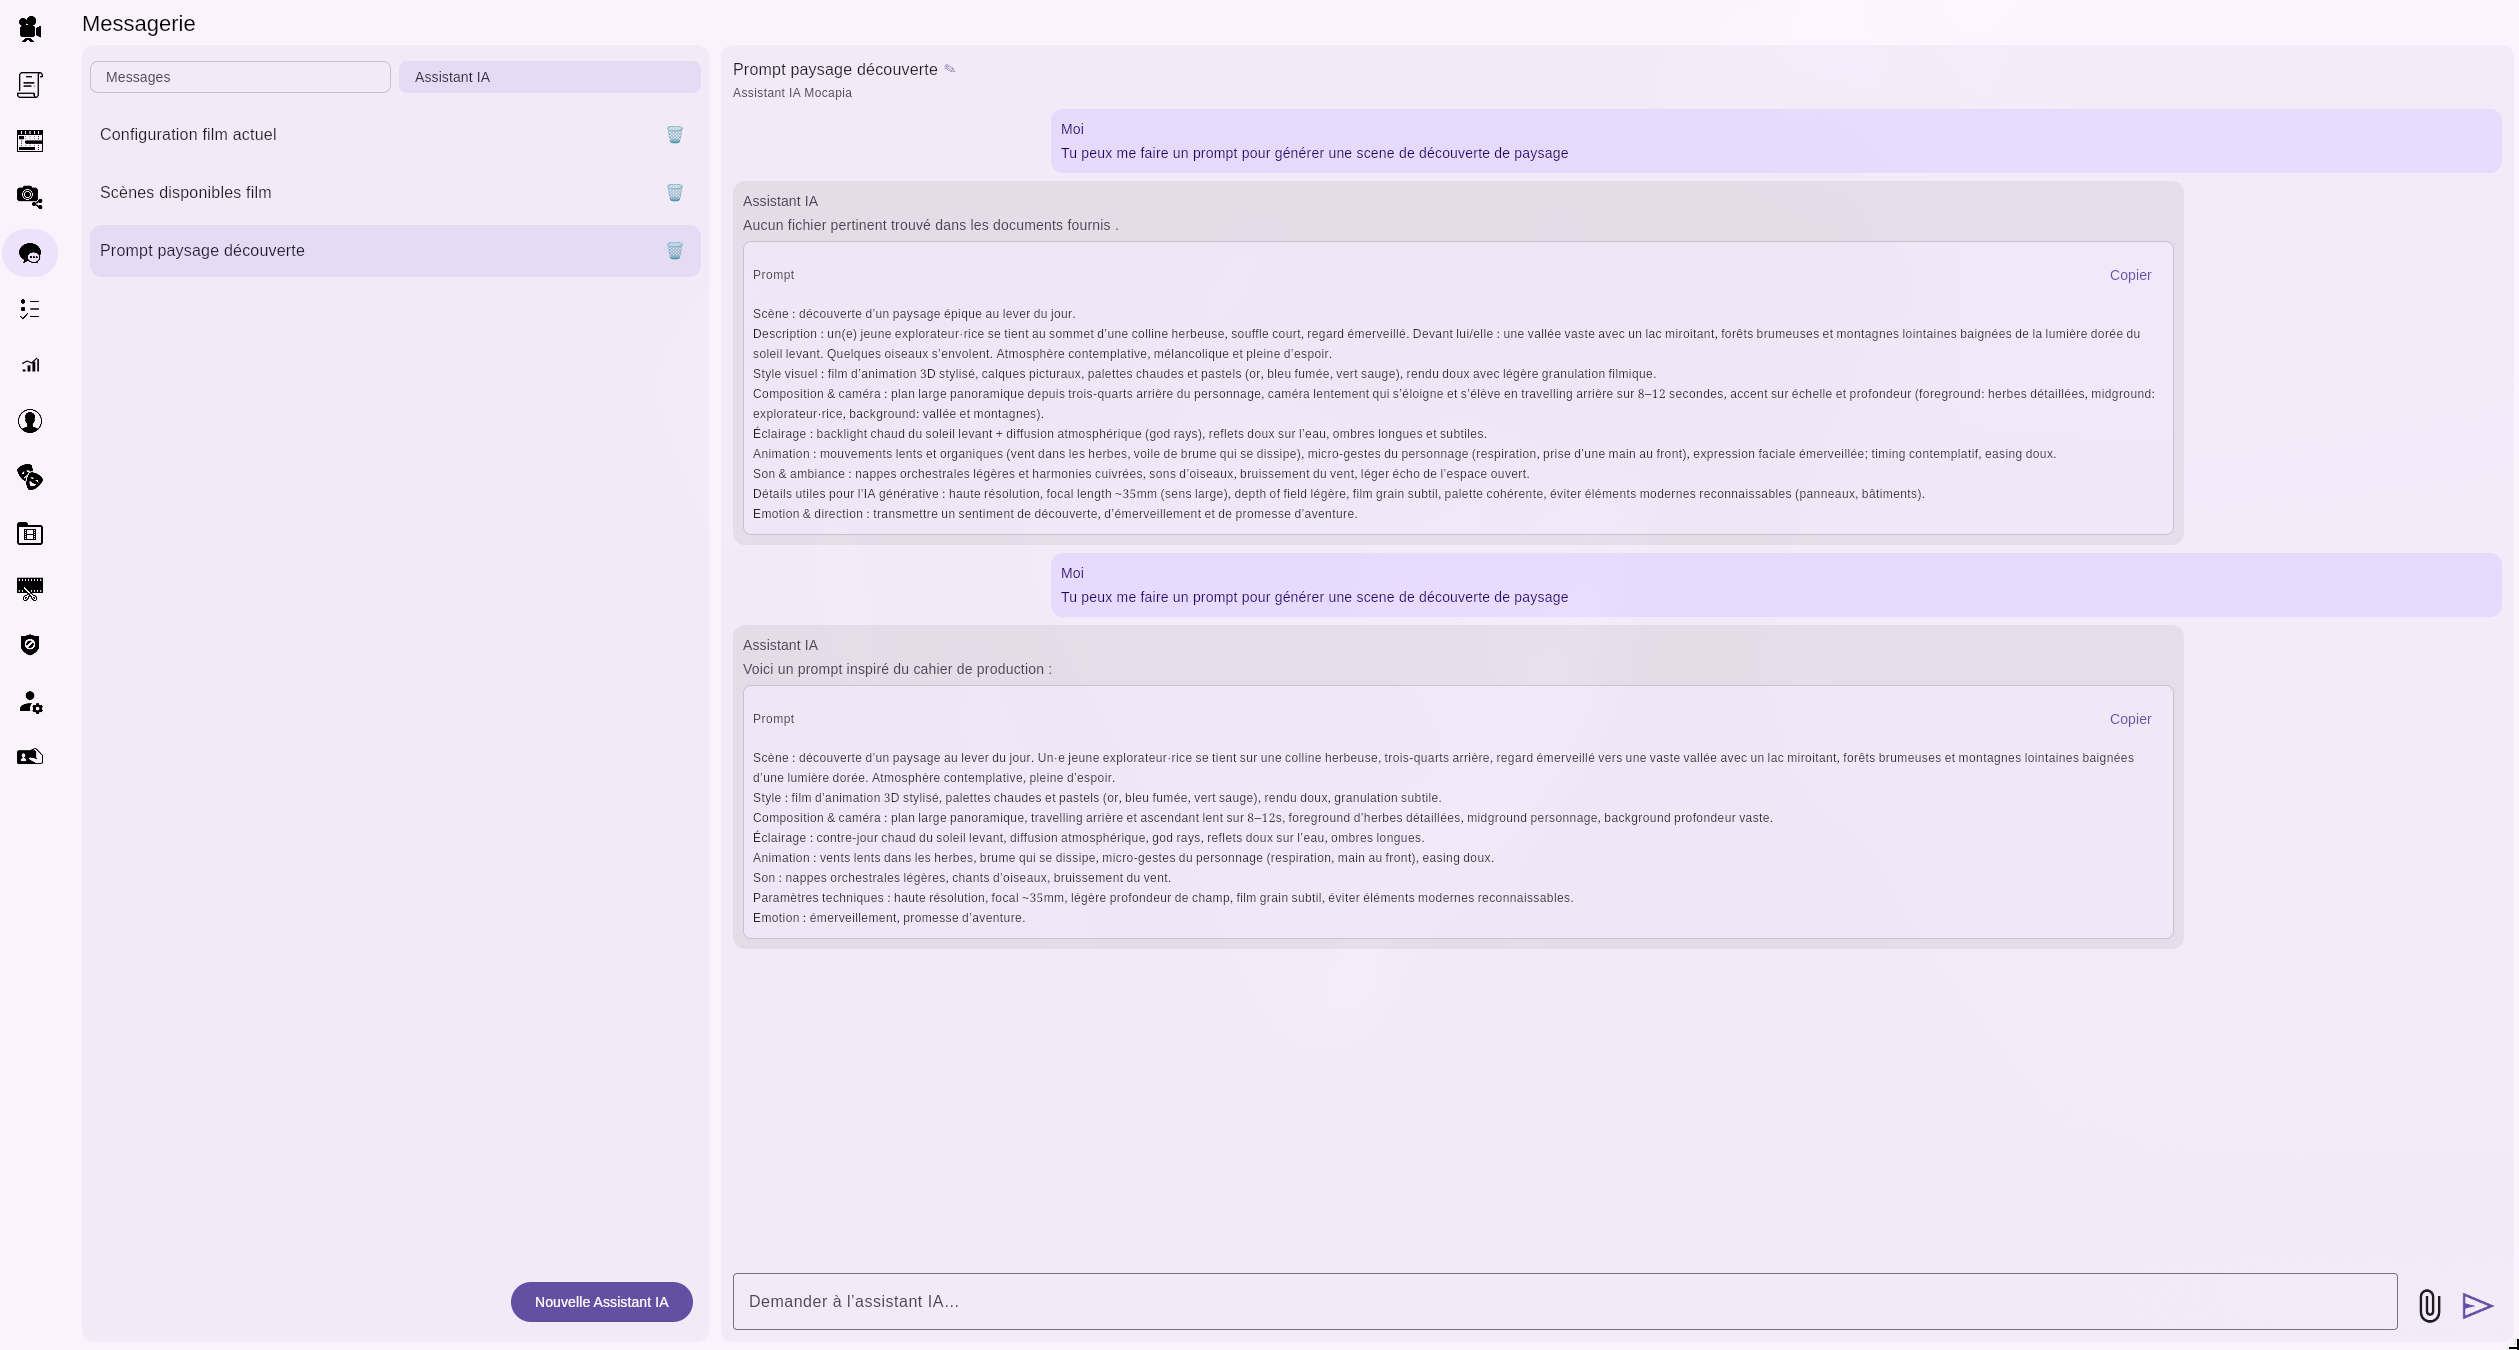 Messagerie
Messages
Assistant IA
Configuration film actuel
Scènes disponibles film
Prompt paysage découverte
Nouvelle Assistant IA
Prompt paysage découverte
Assistant IA Mocapia
Moi
Tu peux me faire un prompt pour générer une scene de découverte de paysage
Assistant IA
Aucun fichier pertinent trouvé dans les documents fournis .
Prompt
Copier
Scène : découverte d’un paysage épique au lever du jour.
Description : un(e) jeune explorateur·rice se tient au sommet d’une colline herbeuse, souffle court, regard émerveillé. Devant lui/elle : une vallée vaste avec un lac miroitant, forêts brumeuses et montagnes lointaines baignées de la lumière dorée du
soleil levant. Quelques oiseaux s’envolent. Atmosphère contemplative, mélancolique et pleine d’espoir.
Style visuel : film d’animation 3D stylisé, calques picturaux, palettes chaudes et pastels (or, bleu fumée, vert sauge), rendu doux avec légère granulation filmique.
Composition & caméra : plan large panoramique depuis trois-quarts arrière du personnage, caméra lentement qui s’éloigne et s’élève en travelling arrière sur 8–12 secondes, accent sur échelle et profondeur (foreground: herbes détaillées, midground:
explorateur·rice, background: vallée et montagnes).
Éclairage : backlight chaud du soleil levant + diffusion atmosphérique (god rays), reflets doux sur l’eau, ombres longues et subtiles.
Animation : mouvements lents et organiques (vent dans les herbes, voile de brume qui se dissipe), micro-gestes du personnage (respiration, prise d’une main au front), expression faciale émerveillée; timing contemplatif, easing doux.
Son & ambiance : nappes orchestrales légères et harmonies cuivrées, sons d’oiseaux, bruissement du vent, léger écho de l’espace ouvert.
Détails utiles pour l’IA générative : haute résolution, focal length ~35mm (sens large), depth of field légère, film grain subtil, palette cohérente, éviter éléments modernes reconnaissables (panneaux, bâtiments).
Emotion & direction : transmettre un sentiment de découverte, d’émerveillement et de promesse d’aventure.
Moi
Tu peux me faire un prompt pour générer une scene de découverte de paysage
Assistant IA
Voici un prompt inspiré du cahier de production :
Prompt
Copier
Scène : découverte d’un paysage au lever du jour. Un·e jeune explorateur·rice se tient sur une colline herbeuse, trois-quarts arrière, regard émerveillé vers une vaste vallée avec un lac miroitant, forêts brumeuses et montagnes lointaines baignées
d’une lumière dorée. Atmosphère contemplative, pleine d’espoir.
Style : film d’animation 3D stylisé, palettes chaudes et pastels (or, bleu fumée, vert sauge), rendu doux, granulation subtile.
Composition & caméra : plan large panoramique, travelling arrière et ascendant lent sur 8–12s, foreground d’herbes détaillées, midground personnage, background profondeur vaste.
Éclairage : contre-jour chaud du soleil levant, diffusion atmosphérique, god rays, reflets doux sur l’eau, ombres longues.
Animation : vents lents dans les herbes, brume qui se dissipe, micro-gestes du personnage (respiration, main au front), easing doux.
Son : nappes orchestrales légères, chants d’oiseaux, bruissement du vent.
Paramètres techniques : haute résolution, focal ~35mm, légère profondeur de champ, film grain subtil, éviter éléments modernes reconnaissables.
Emotion : émerveillement, promesse d’aventure.
Demander à l’assistant IA…